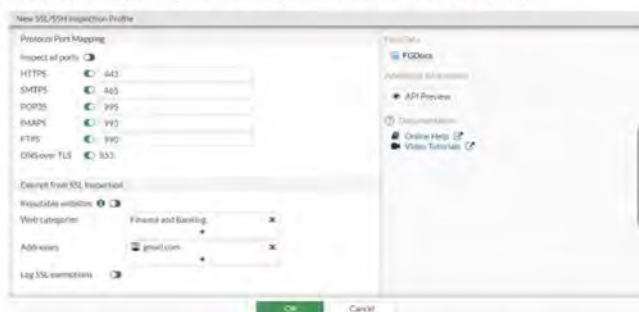 New SSL/SSH Inspection Profile
Protocol Port Mapping
Inspect all ports
HTTPS 443
SMTPS 465
POP3S 995
IMAPS 993
FTPS 990
DNS over TLS 853
Exempt from SSL Inspection
Reputable websites
Web categories Finance and Banking
Addresses gmail.com
Log SSL exemptions
FortiGate
FGDocs
Additional Information
API Preview
Documentation
Online Help
Video Tutorials
OK Cancel